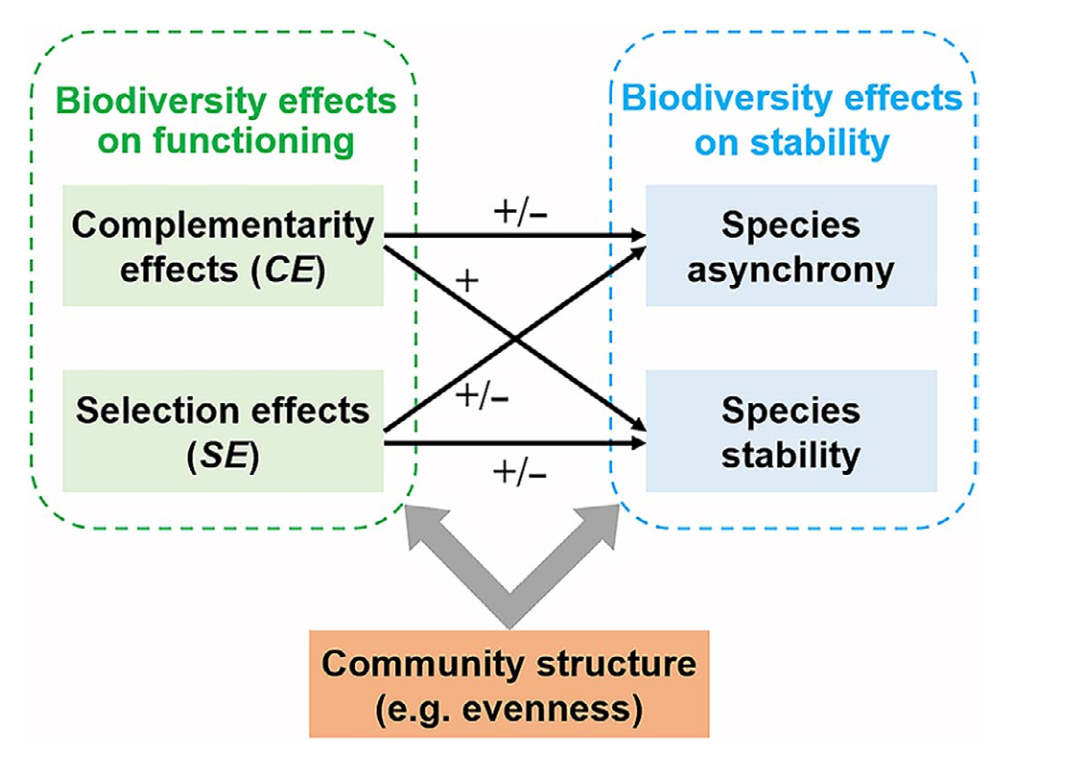 Biodiversity effects
on functioning
Biodiversity effects
on stability
Complementarity
effects (CE)
+/–
Species
asynchrony
+
Selection effects
(SE)
+/–
+/–
Species
stability
Community structure
(e.g. evenness)